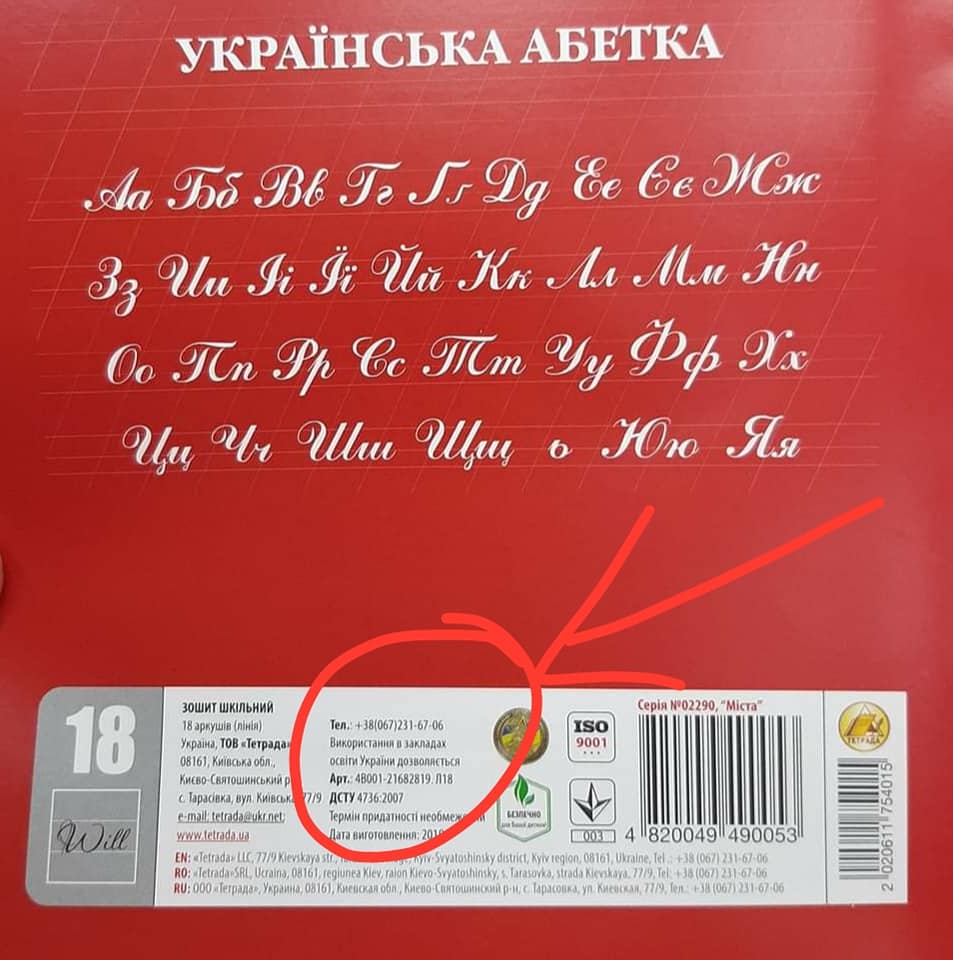 УКРАЇНСЬКА АБЕТКА
Аа Бб Вв Гг Ґґ Дд Ее Єє Жж
Зз Ии Іі Її Йй Кк Лл Мм Нн
Оо Пп Рр Сс Тт Уу Фф Хх
Цц Чч Шш Щщ ь Юю Яя
18
Will
ЗОШИТ ШКІЛЬНИЙ
18 аркушів (лінія)
Україна, ТОВ «Тетрада»
08161, Київська обл.,
Києво-Святошинський
с. Тарасівка, вул. Київська 77/9
e-mail: tetrada@ukr.net;
www.tetrada.ua
Тел.: +38(067)231-67-06
Використання в закладах
освіти України дозволяється
Арт.: 4В001-21682819. Л18
ДСТУ 4736:2007
Термін придатності необмежений
Дата виготовлення:
БЕЗПЕЧНО
для Вашої дитини!
ISO
9001
003
Серія №02290, "Міста"
4 820049 490053
ТЕТРАДА
2 020611 754015
EN: «Tetrada» LLC, 77/9 Kievskaya str., Kyiv-Svyatoshinsky district, Kyiv region, 08161, Ukraine, Tel .: +38 (067) 231-67-06
RO: «Tetrada»SRL, Ucraina, 08161, regiunea Kiev, raion Kievo-Svyatoshinsky, s. Tarasovka, strada Kievskaya, 77/9, Tel: +38 (067) 231-67-06
RU: ООО «Тетрада», Украина, 08161, Киевская обл., Киево-Святошинский р-н, с. Тарасовка, ул. Киевская, 77/9, Тел.: +38 (067) 231-67-06